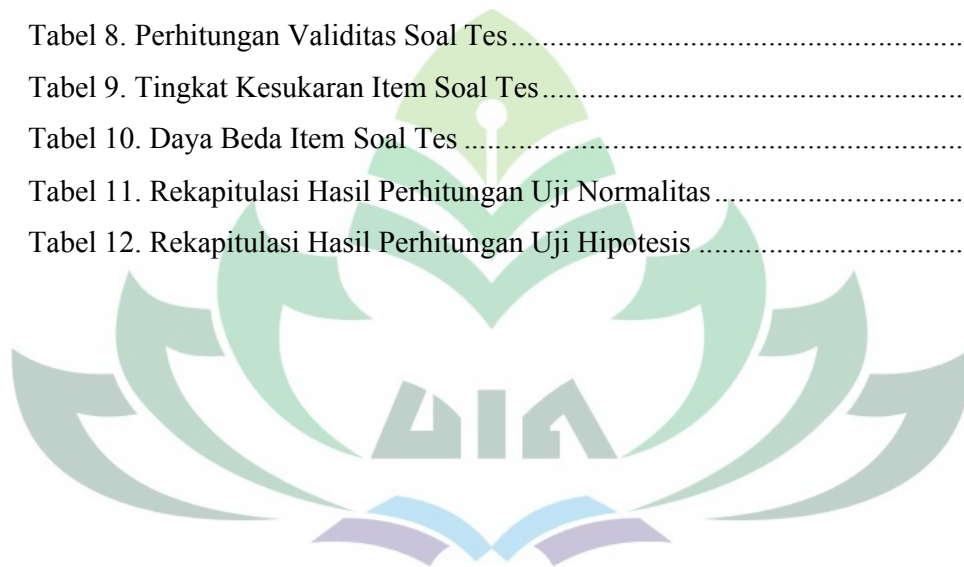 Tabel 8. Perhitungan Validitas Soal Tes............................................................
Tabel 9. Tingkat Kesukaran Item Soal Tes........................................................
Tabel 10. Daya Beda Item Soal Tes ...................................................................
Tabel 11. Rekapitulasi Hasil Perhitungan Uji Normalitas..................................
Tabel 12. Rekapitulasi Hasil Perhitungan Uji Hipotesis ....................................
UIN